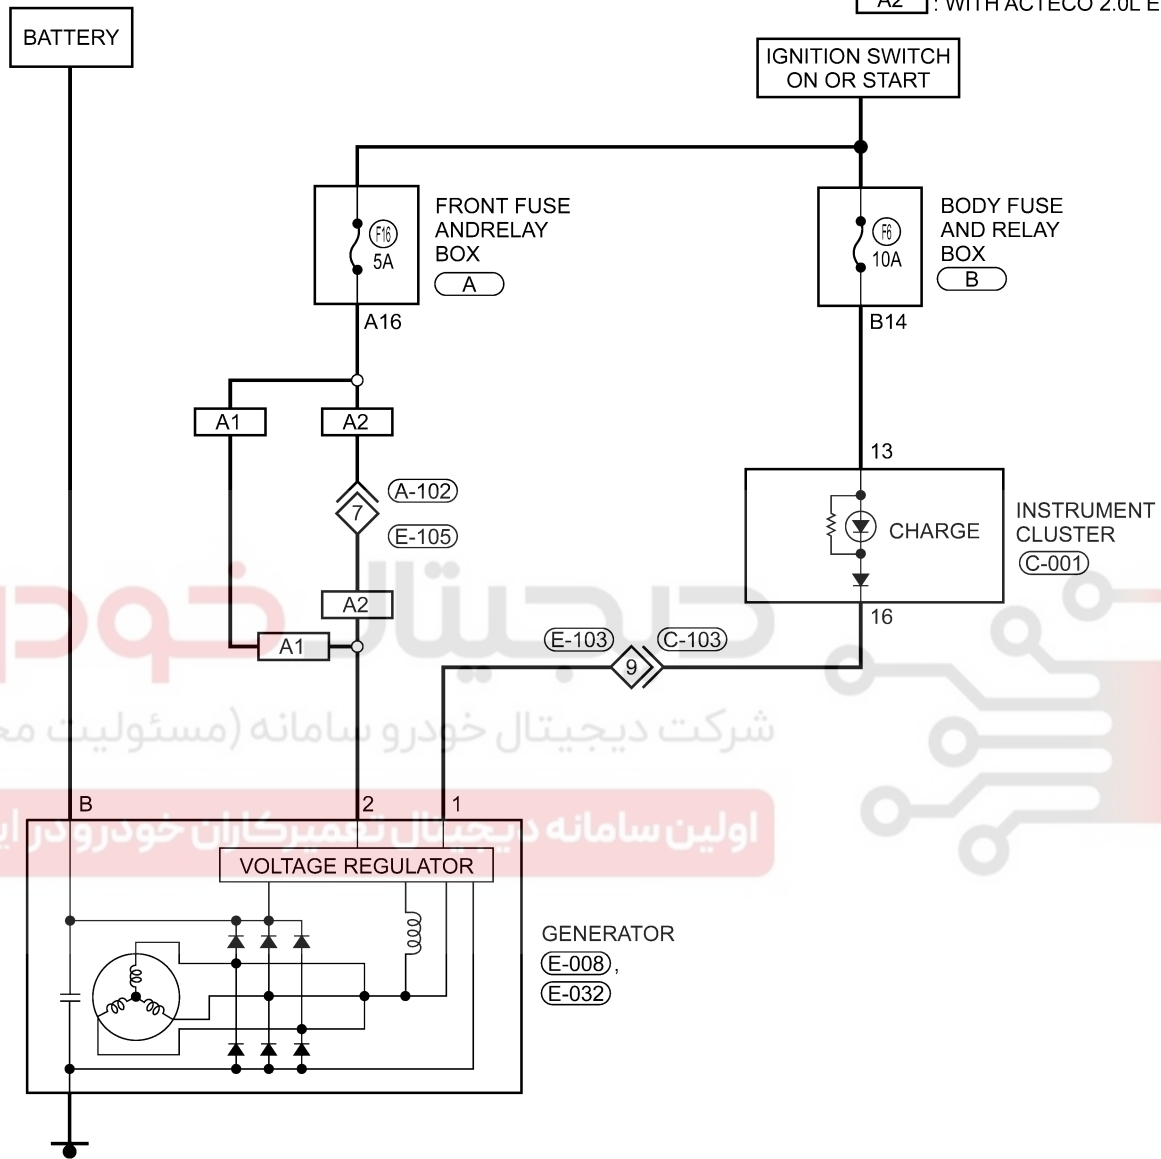 A2 : WITH ACTECO 2.0L E
BATTERY
IGNITION SWITCH
ON OR START
F16
5A
FRONT FUSE
ANDRELAY
BOX
A
F6
10A
BODY FUSE
AND RELAY
BOX
B
A16
B14
A1
A2
13
A-102
7
E-105
CHARGE
INSTRUMENT
CLUSTER
C-001
A2
16
A1
E-103
9
C-103
دیجیتال خودرو
شرکت دیجیتال خودرو سامانه (مسئولیت
B
2
1
اولین سامانه دیجیتال تعمیرکاران خودرو در
VOLTAGE REGULATOR
GENERATOR
E-008 ,
E-032